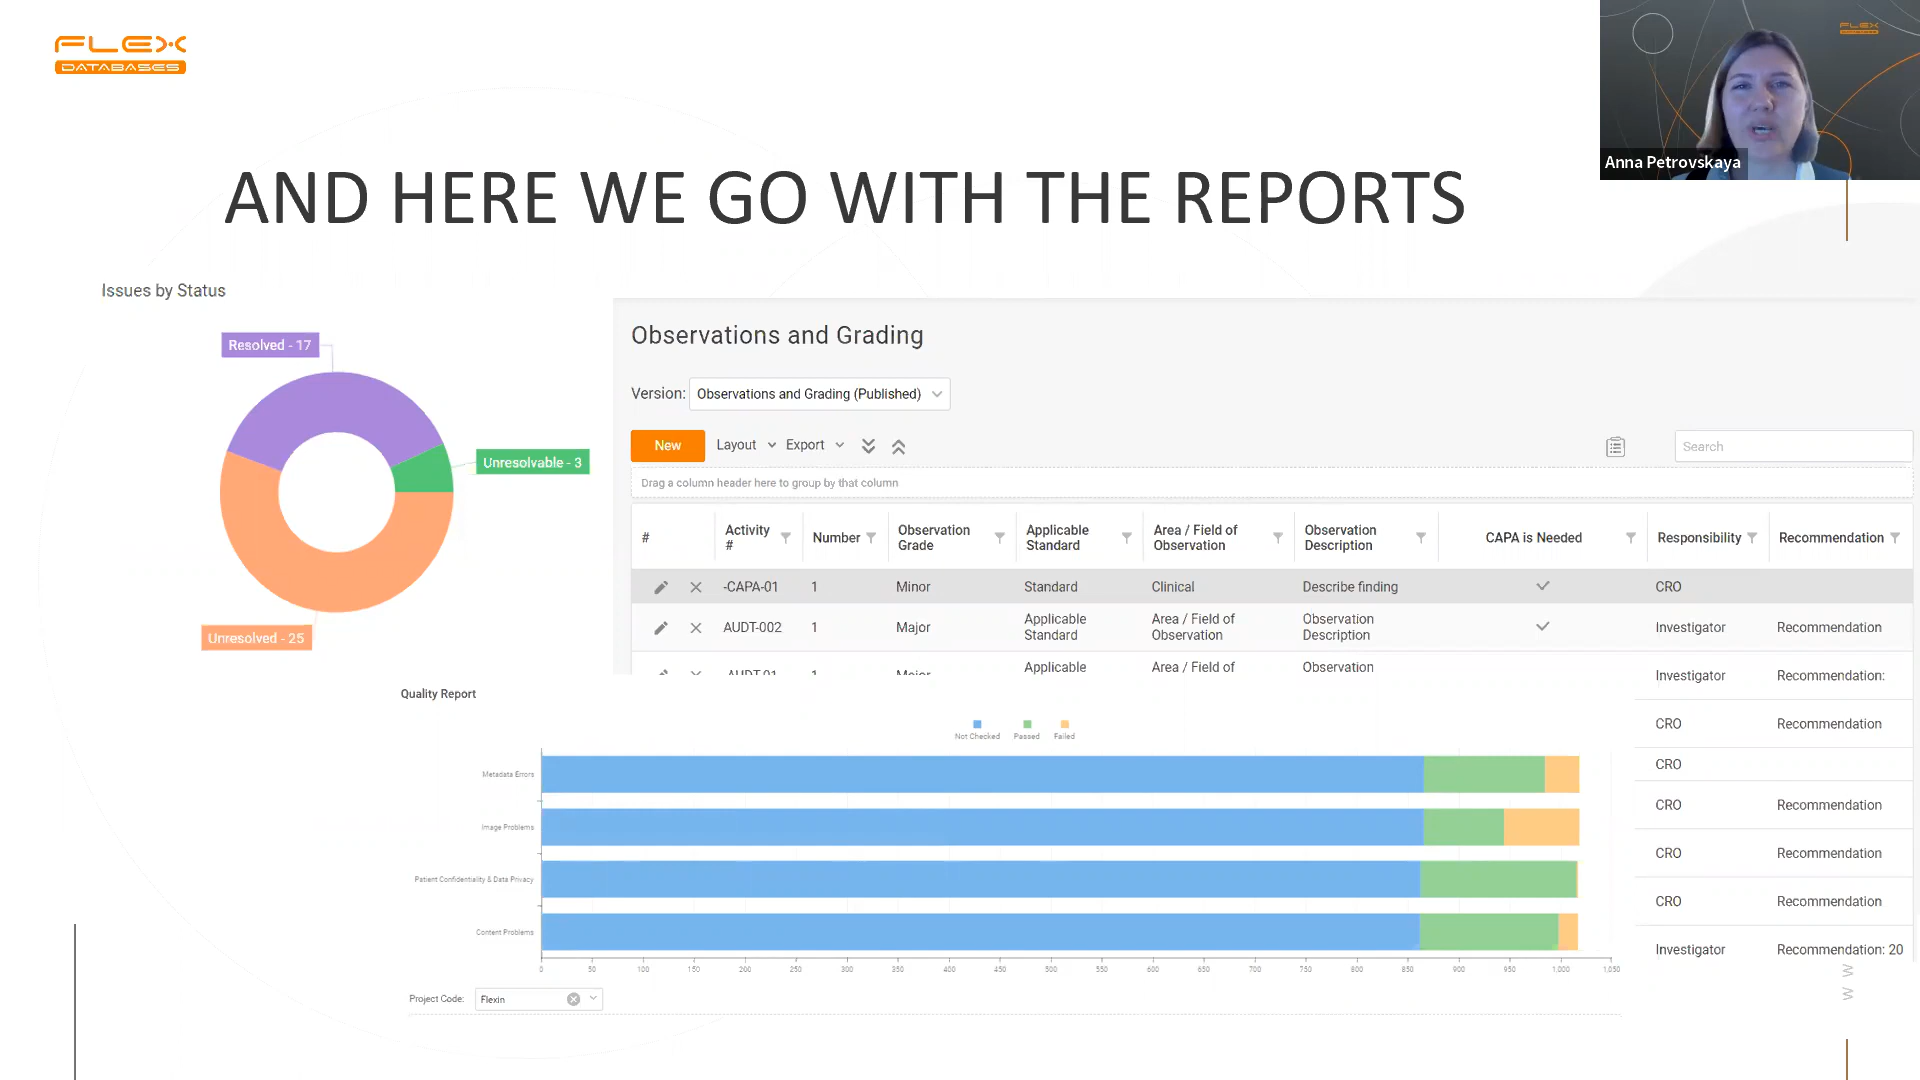 FLEX
DATABASES
FLEX
Anna Petrovskaya
AND HERE WE GO WITH THE REPORTS
Issues by Status
Resolved - 17
Unresolvable - 3
Unresolved - 25
Observations and Grading
Version: Observations and Grading (Published)
New Layout Export Search
Drag a column header here to group by that column
# Activity # Number Observation Grade Applicable Standard Area / Field of Observation Observation Description CAPA is Needed Responsibility Recommendation
-CAPA-01 1 Minor Standard Clinical Describe finding CRO
AUDT-002 1 Major Applicable Standard Area / Field of Observation Observation Description Investigator Recommendation
AUDT-01 1 Major Applicable Area / Field of Observation Investigator Recommendation:
CRO Recommendation
CRO
CRO Recommendation
CRO Recommendation
CRO Recommendation
Investigator Recommendation: 20
Quality Report
Not Checked Passed Failed
Metadata Errors
Image Problems
Patient Confidentiality & Data Privacy
Content Problems
0 50 100 150 200 250 300 350 400 450 500 550 600 650 700 750 800 850 900 950 1,000 1,050
Project Code: Flexin
W W